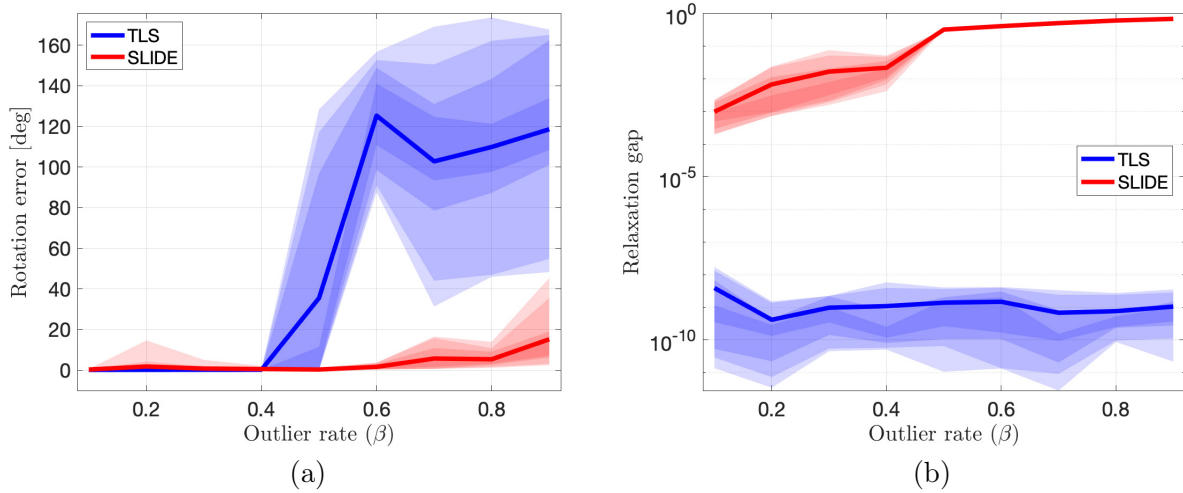 TLS
SLIDE
Rotation error [deg]
160
140
120
100
80
60
40
20
0
0.2
0.4
0.6
0.8
Outlier rate (β)
(a)
TLS
SLIDE
Relaxation gap
10^0
10^-5
10^-10
0.2
0.4
0.6
0.8
Outlier rate (β)
(b)